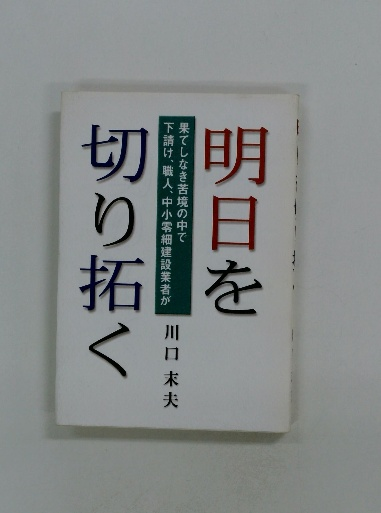 明日を
果てしなき苦境の中で
下請け、職人、中小零細建設業者が
切り拓く
川口 末夫